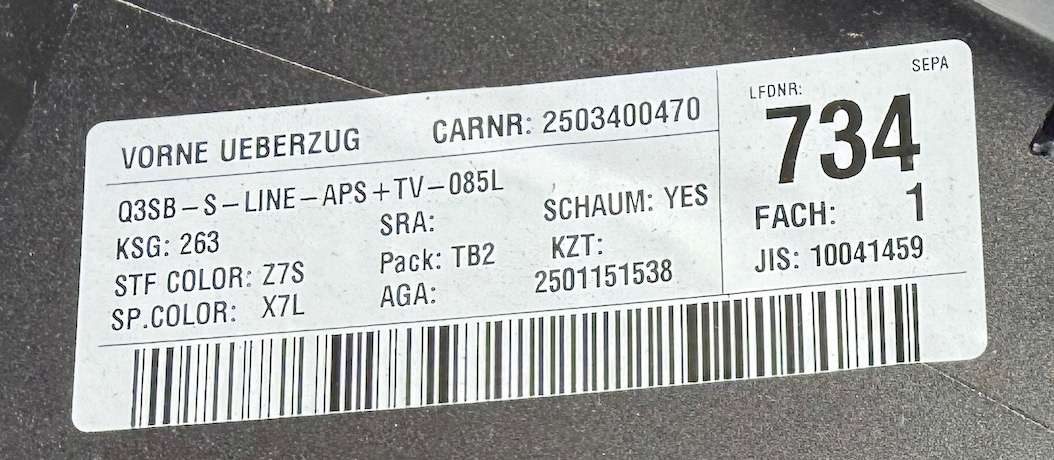 SEPA
VORNE UEBERZUG CARNR: 2503400470
LFDNR:
734
Q3SB-S-LINE-APS+TV-085L
KSG: 263 SRA: SCHAUM: YES
FACH: 1
STF COLOR: Z7S Pack: TB2 KZT:
JIS: 10041459
SP.COLOR: X7L AGA: 2501151538